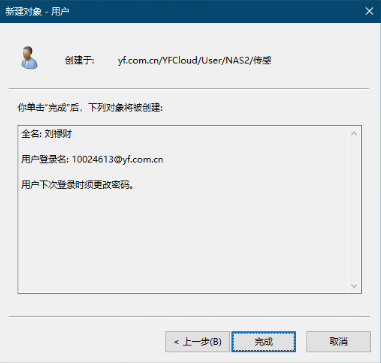 新建对象 - 用户
创建于: yf.com.cn/YFCloud/User/NAS2/传感
你单击"完成"后，下列对象将被创建:
全名: 刘禄财
用户登录名: 10024613@yf.com.cn
用户下次登录时须更改密码。
< 上一步(B) 完成 取消